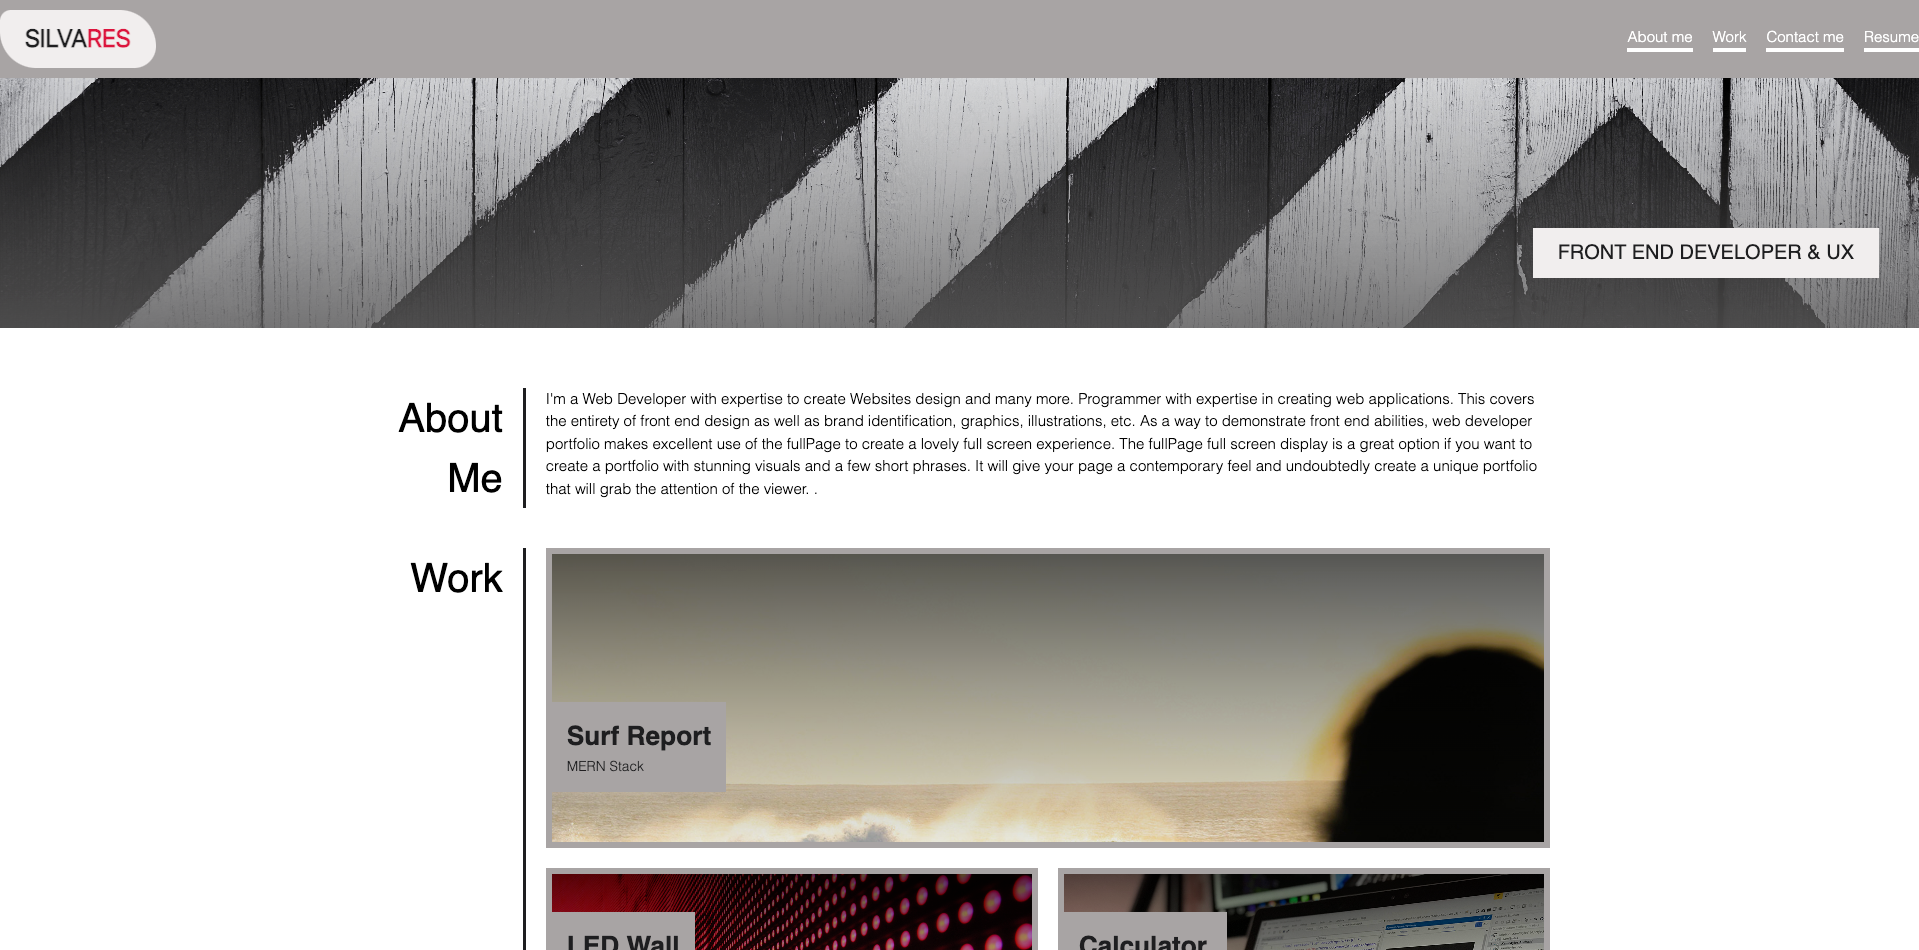 SILVARES
About me Work Contact me Resume
FRONT END DEVELOPER & UX
About
Me
I'm a Web Developer with expertise to create Websites design and many more. Programmer with expertise in creating web applications. This covers
the entirety of front end design as well as brand identification, graphics, illustrations, etc. As a way to demonstrate front end abilities, web developer
portfolio makes excellent use of the fullPage to create a lovely full screen experience. The fullPage full screen display is a great option if you want to
create a portfolio with stunning visuals and a few short phrases. It will give your page a contemporary feel and undoubtedly create a unique portfolio
that will grab the attention of the viewer. .
Work
Surf Report
MERN Stack
LED Wall
Calculator